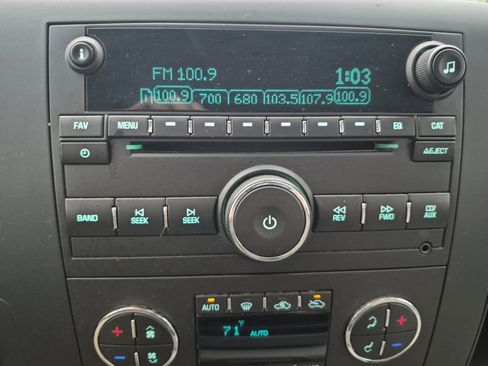 FM 100.9 1:03
100.9 700 680 103.5 107.9 100.9
FAV MENU EQ CAT
EJECT
BAND SEEK SEEK REV FWD CD/AUX
AUTO
71°F AUTO